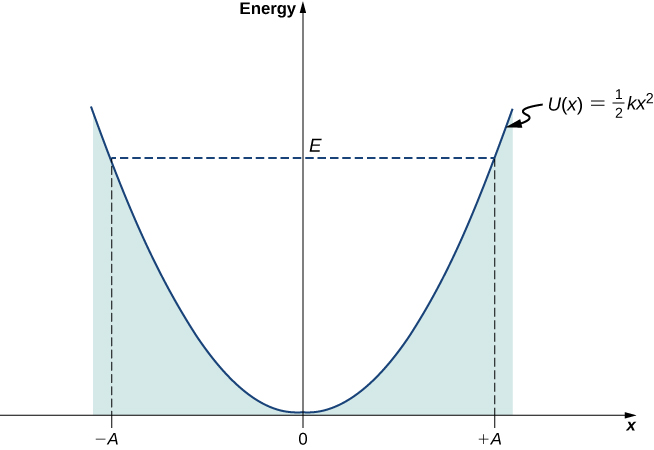 Energy
U(x) = 1/2 kx²
E
−A
0
+A
x